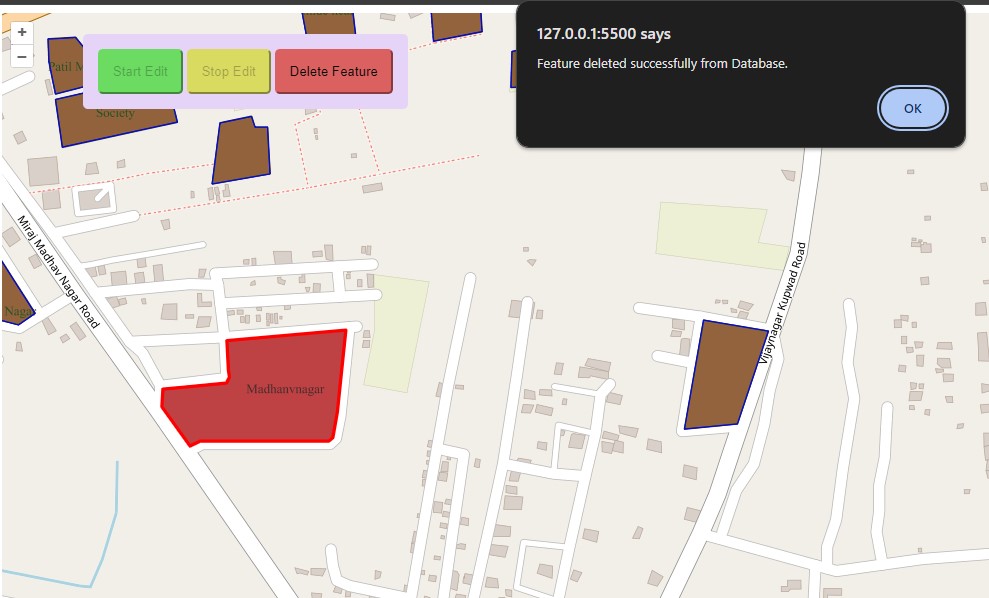 127.0.0.1:5500 says
Feature deleted successfully from Database.
OK
+
−
Start Edit
Stop Edit
Delete Feature
Patil
Society
Miraj Madhav Nagar Road
Nagar
Madhanvnagar
Vijaynagar Kupwad Road